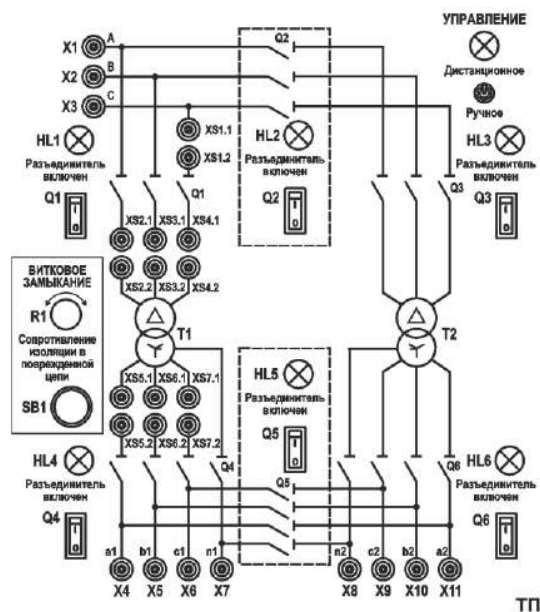 УПРАВЛЕНИЕ
Дистанционное
Ручное
X1 A
X2 B
X3 C
Q2
XS1.1
XS1.2
HL1
Разъединитель
включен
Q1
Q1
HL2
Разъединитель
включен
Q2
HL3
Разъединитель
включен
Q3
Q3
XS2.1 XS3.1 XS4.1
XS2.2 XS3.2 XS4.2
T1
T2
ВИТКОВОЕ
ЗАМЫКАНИЕ
R1
Сопротивление
изоляции в
поврежденной
цепи
SB1
XS5.1 XS6.1 XS7.1
XS5.2 XS6.2 XS7.2
HL5
Разъединитель
включен
Q5
HL4
Разъединитель
включен
Q4
Q4
Q5
Q6
HL6
Разъединитель
включен
Q6
a1 b1 c1 n1 n2 c2 b2 a2
X4 X5 X6 X7 X8 X9 X10 X11
ТП